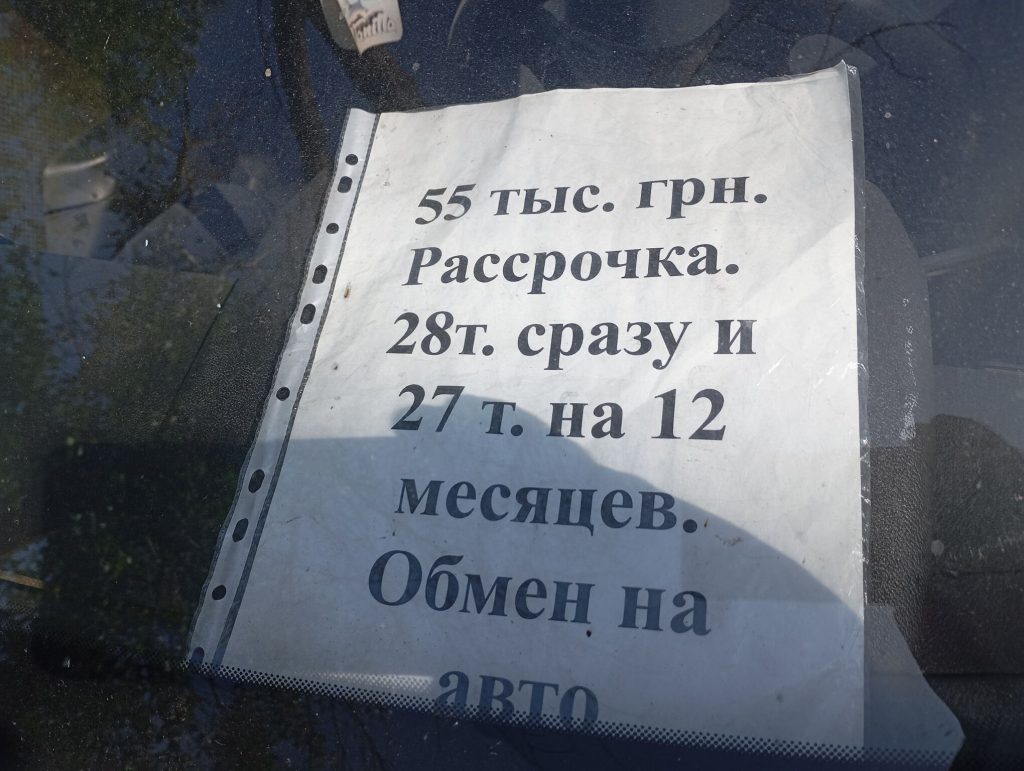 55 тыс. грн.
Рассрочка.
28т. сразу и
27 т. на 12
месяцев.
Обмен на
авто